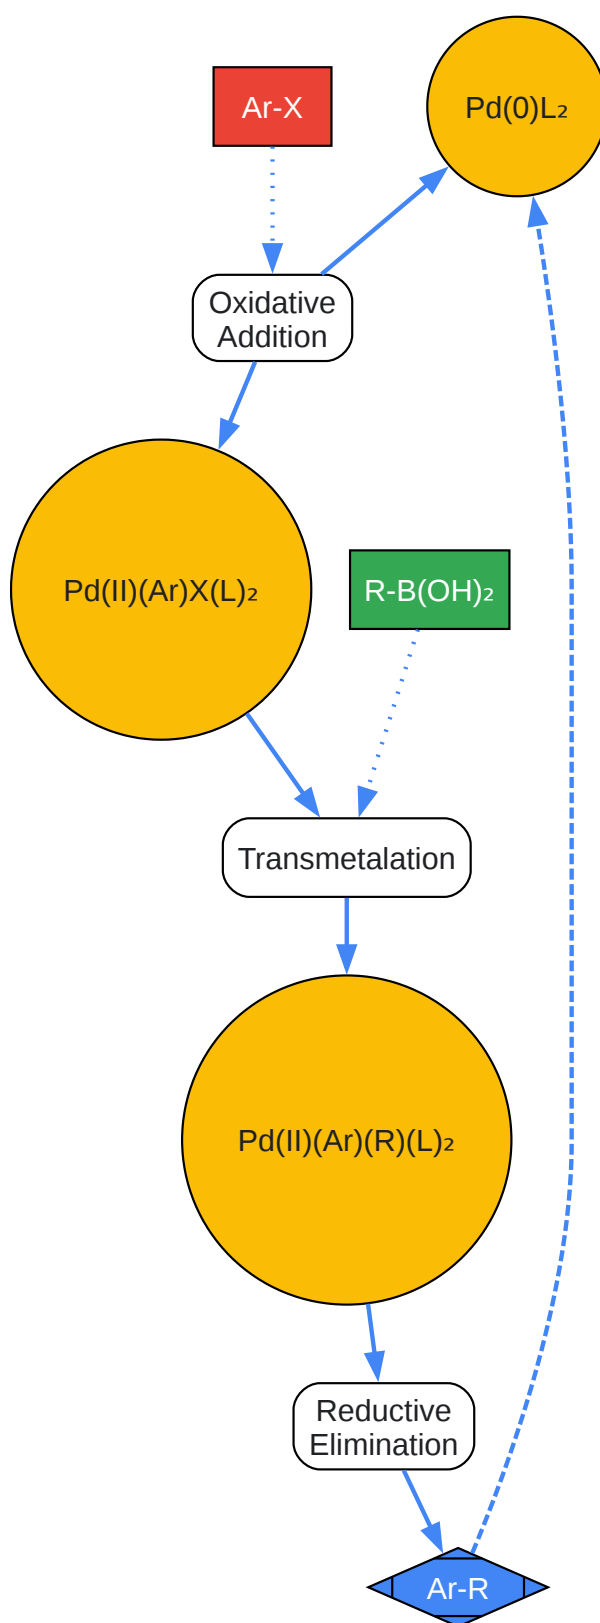 Ar-X
Pd(0)L₂
Oxidative
Addition
Pd(II)(Ar)X(L)₂
R-B(OH)₂
Transmetalation
Pd(II)(Ar)(R)(L)₂
Reductive
Elimination
Ar-R